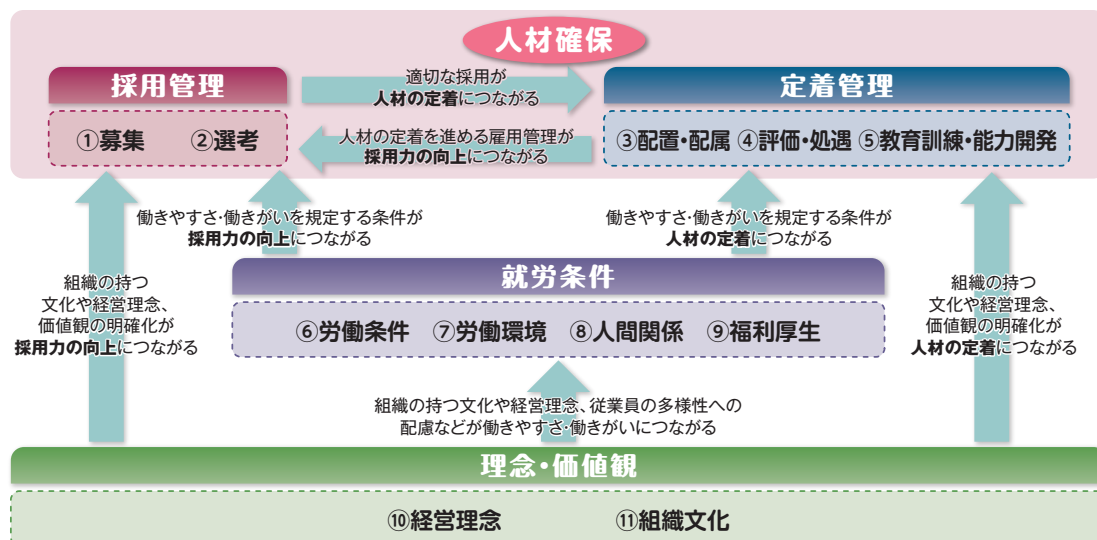 人材確保
採用管理
①募集 ②選考
適切な採用が
人材の定着につながる
人材の定着を進める雇用管理が
採用力の向上につながる
定着管理
③配置・配属 ④評価・処遇 ⑤教育訓練・能力開発
働きやすさ・働きがいを規定する条件が
採用力の向上につながる
働きやすさ・働きがいを規定する条件が
人材の定着につながる
組織の持つ
文化や経営理念、
価値観の明確化が
採用力の向上につながる
就労条件
⑥労働条件 ⑦労働環境 ⑧人間関係 ⑨福利厚生
組織の持つ
文化や経営理念、
価値観の明確化が
人材の定着につながる
組織の持つ文化や経営理念、従業員の多様性への
配慮などが働きやすさ・働きがいにつながる
理念・価値観
⑩経営理念 ⑪組織文化